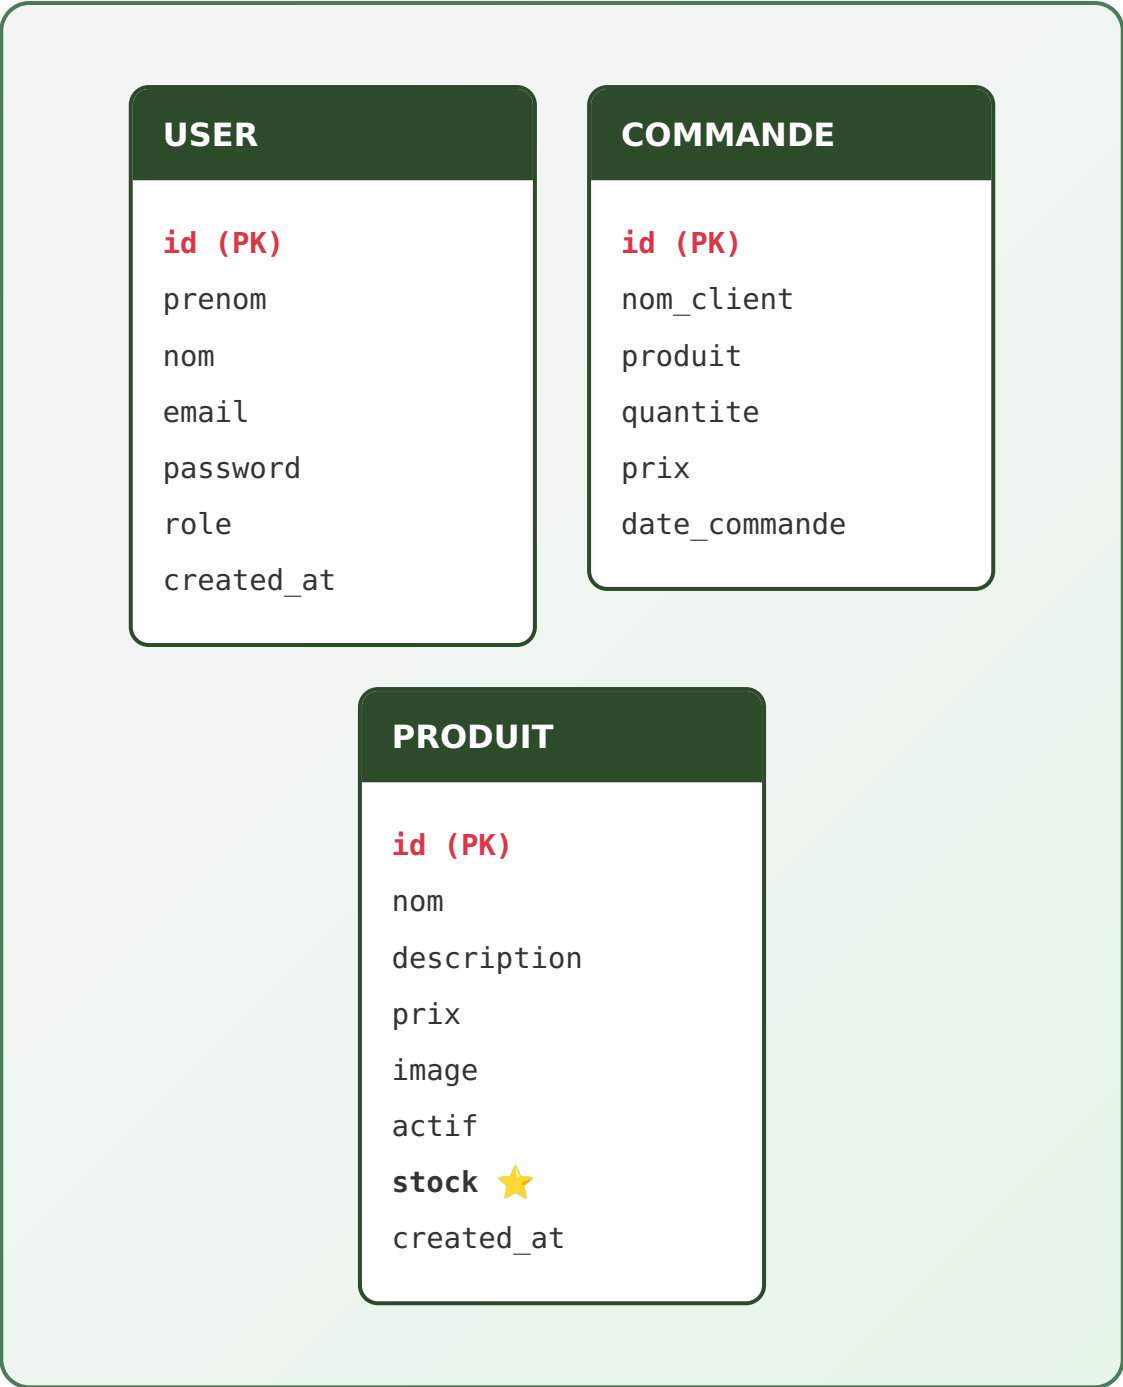 USER
id (PK)
prenom
nom
email
password
role
created_at
COMMANDE
id (PK)
nom_client
produit
quantite
prix
date_commande
PRODUIT
id (PK)
nom
description
prix
image
actif
stock ⭐
created_at